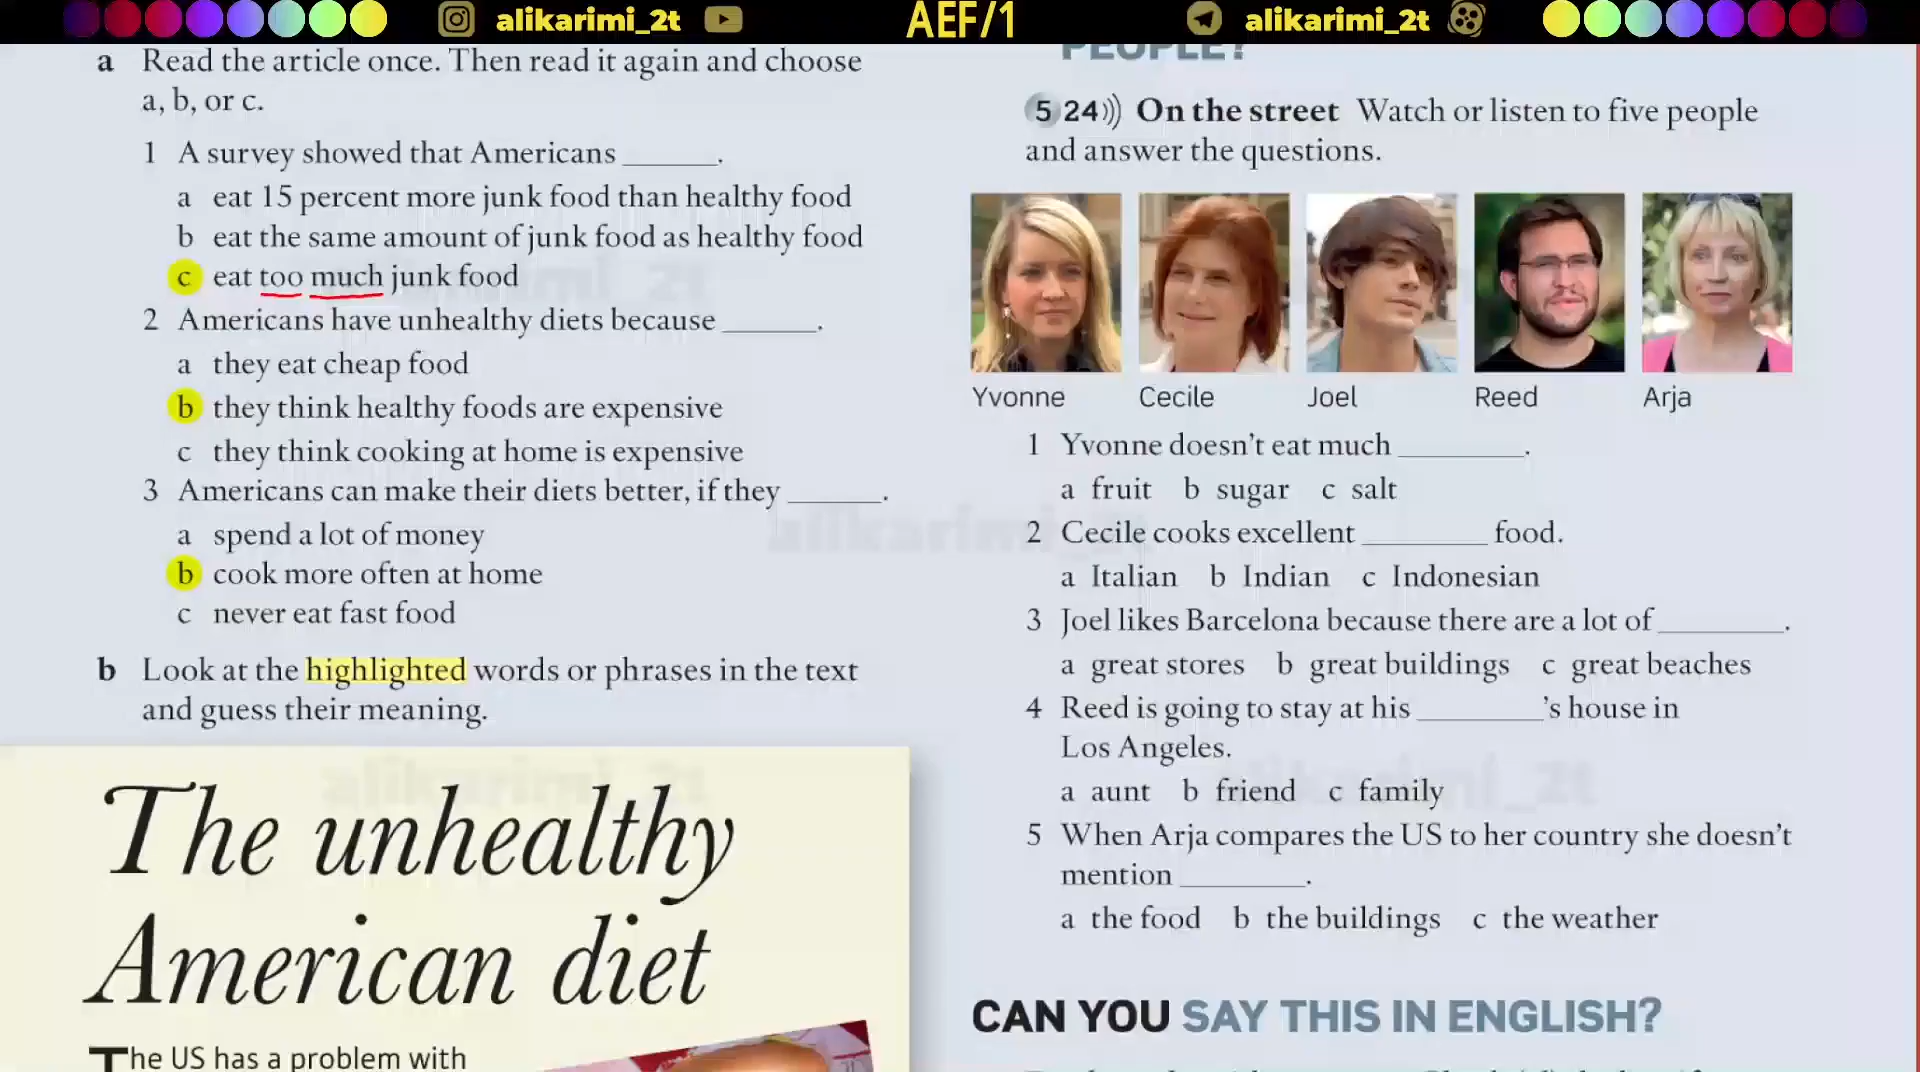 alikarimi_2t
AEF/1
alikarimi_2t
a Read the article once. Then read it again and choose
a, b, or c.
1 A survey showed that Americans ______.
a eat 15 percent more junk food than healthy food
b eat the same amount of junk food as healthy food
c eat too much junk food
2 Americans have unhealthy diets because ______.
a they eat cheap food
b they think healthy foods are expensive
c they think cooking at home is expensive
3 Americans can make their diets better, if they ______.
a spend a lot of money
b cook more often at home
c never eat fast food
b Look at the highlighted words or phrases in the text
and guess their meaning.
The unhealthy
American diet
The US has a problem with
PEOPLE?
5 24)) On the street Watch or listen to five people
and answer the questions.
Yvonne Cecile Joel Reed Arja
1 Yvonne doesn't eat much ________.
a fruit b sugar c salt
2 Cecile cooks excellent ________ food.
a Italian b Indian c Indonesian
3 Joel likes Barcelona because there are a lot of ________.
a great stores b great buildings c great beaches
4 Reed is going to stay at his ________'s house in
Los Angeles.
a aunt b friend c family
5 When Arja compares the US to her country she doesn't
mention ________.
a the food b the buildings c the weather
CAN YOU SAY THIS IN ENGLISH?
alikarimi_2t
alikarimi_2t
alikarimi_2t
alikarimi_2t